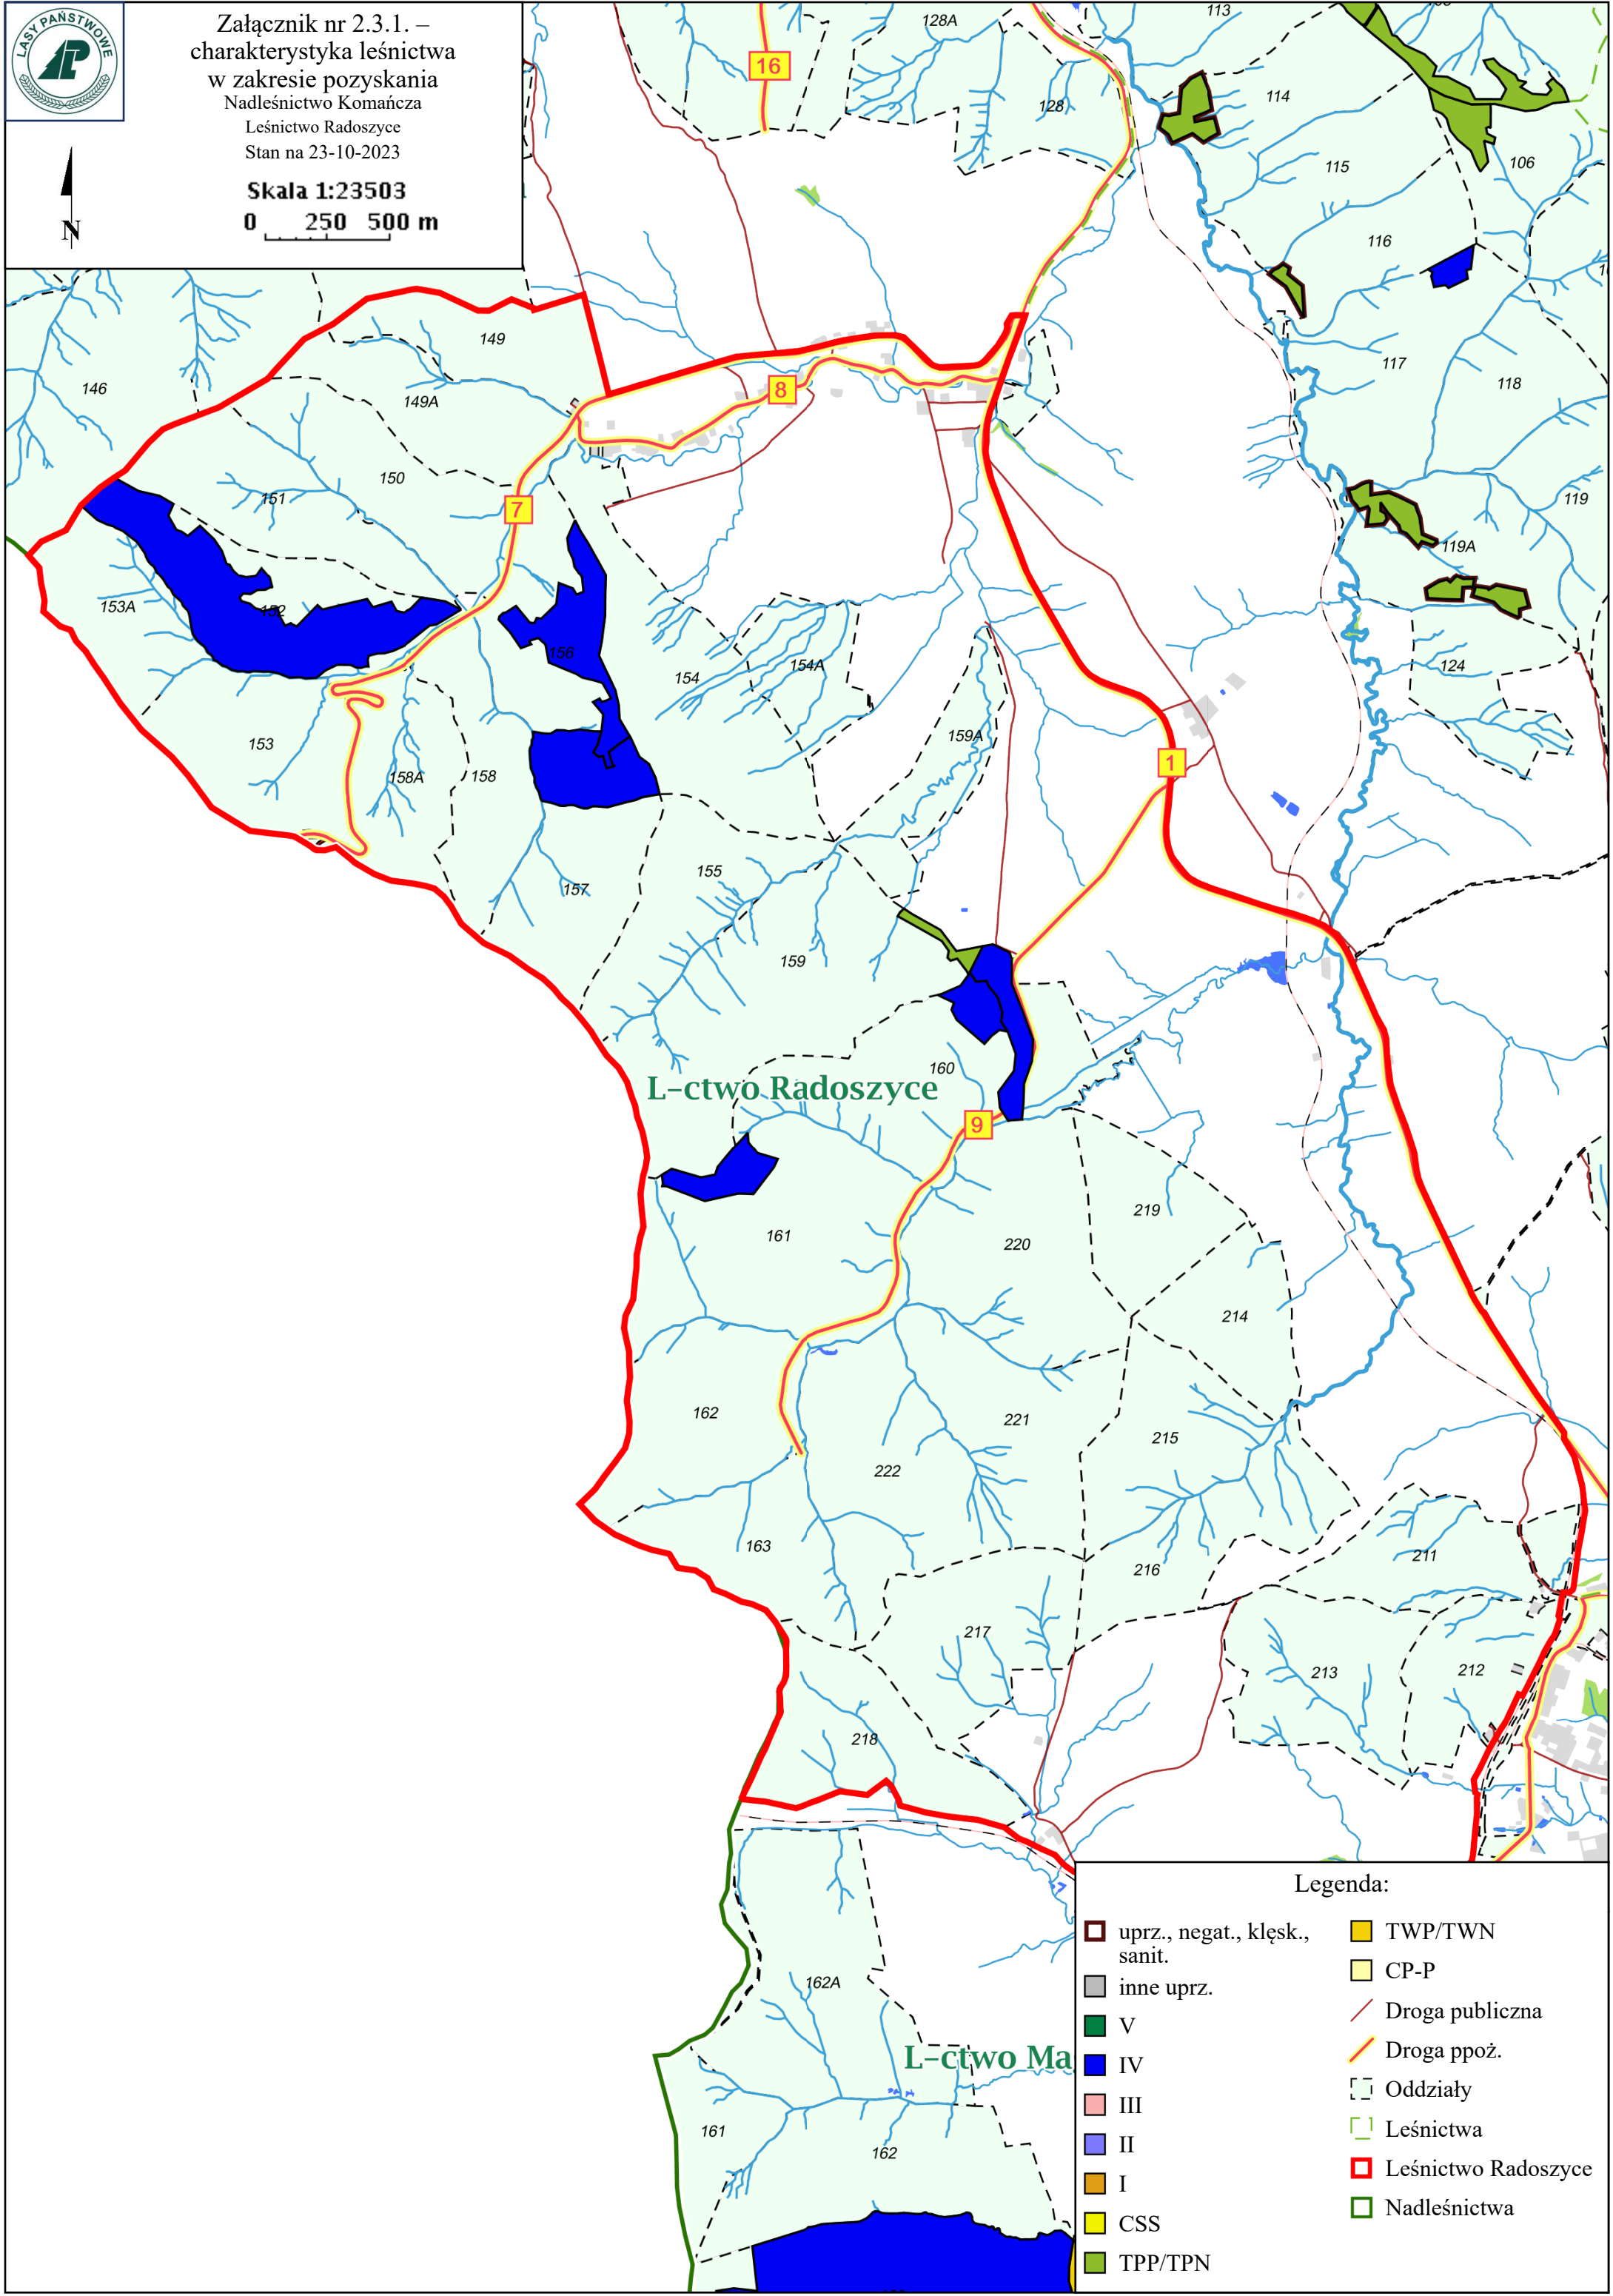 LASY PAŃSTWOWE
Załącznik nr 2.3.1. –
charakterystyka leśnictwa
w zakresie pozyskania
Nadleśnictwo Komańcza
Leśnictwo Radoszyce
Stan na 23-10-2023
Skala 1:23503
0 250 500 m
N
128A
113
16
128
114
115
106
116
117
118
149
146
149A
8
150
151
7
119
119A
153A
152
156
154
154A
124
159A
153
158A
158
1
155
157
159
160
L-ctwo Radoszyce
9
161
219
220
214
162
221
215
222
163
216
211
217
213
212
218
162A
L-ctwo Ma
161
162
Legenda:
uprz., negat., klęsk.,
sanit.
inne uprz.
V
IV
III
II
I
CSS
TPP/TPN
TWP/TWN
CP-P
Droga publiczna
Droga ppoż.
Oddziały
Leśnictwa
Leśnictwo Radoszyce
Nadleśnictwa